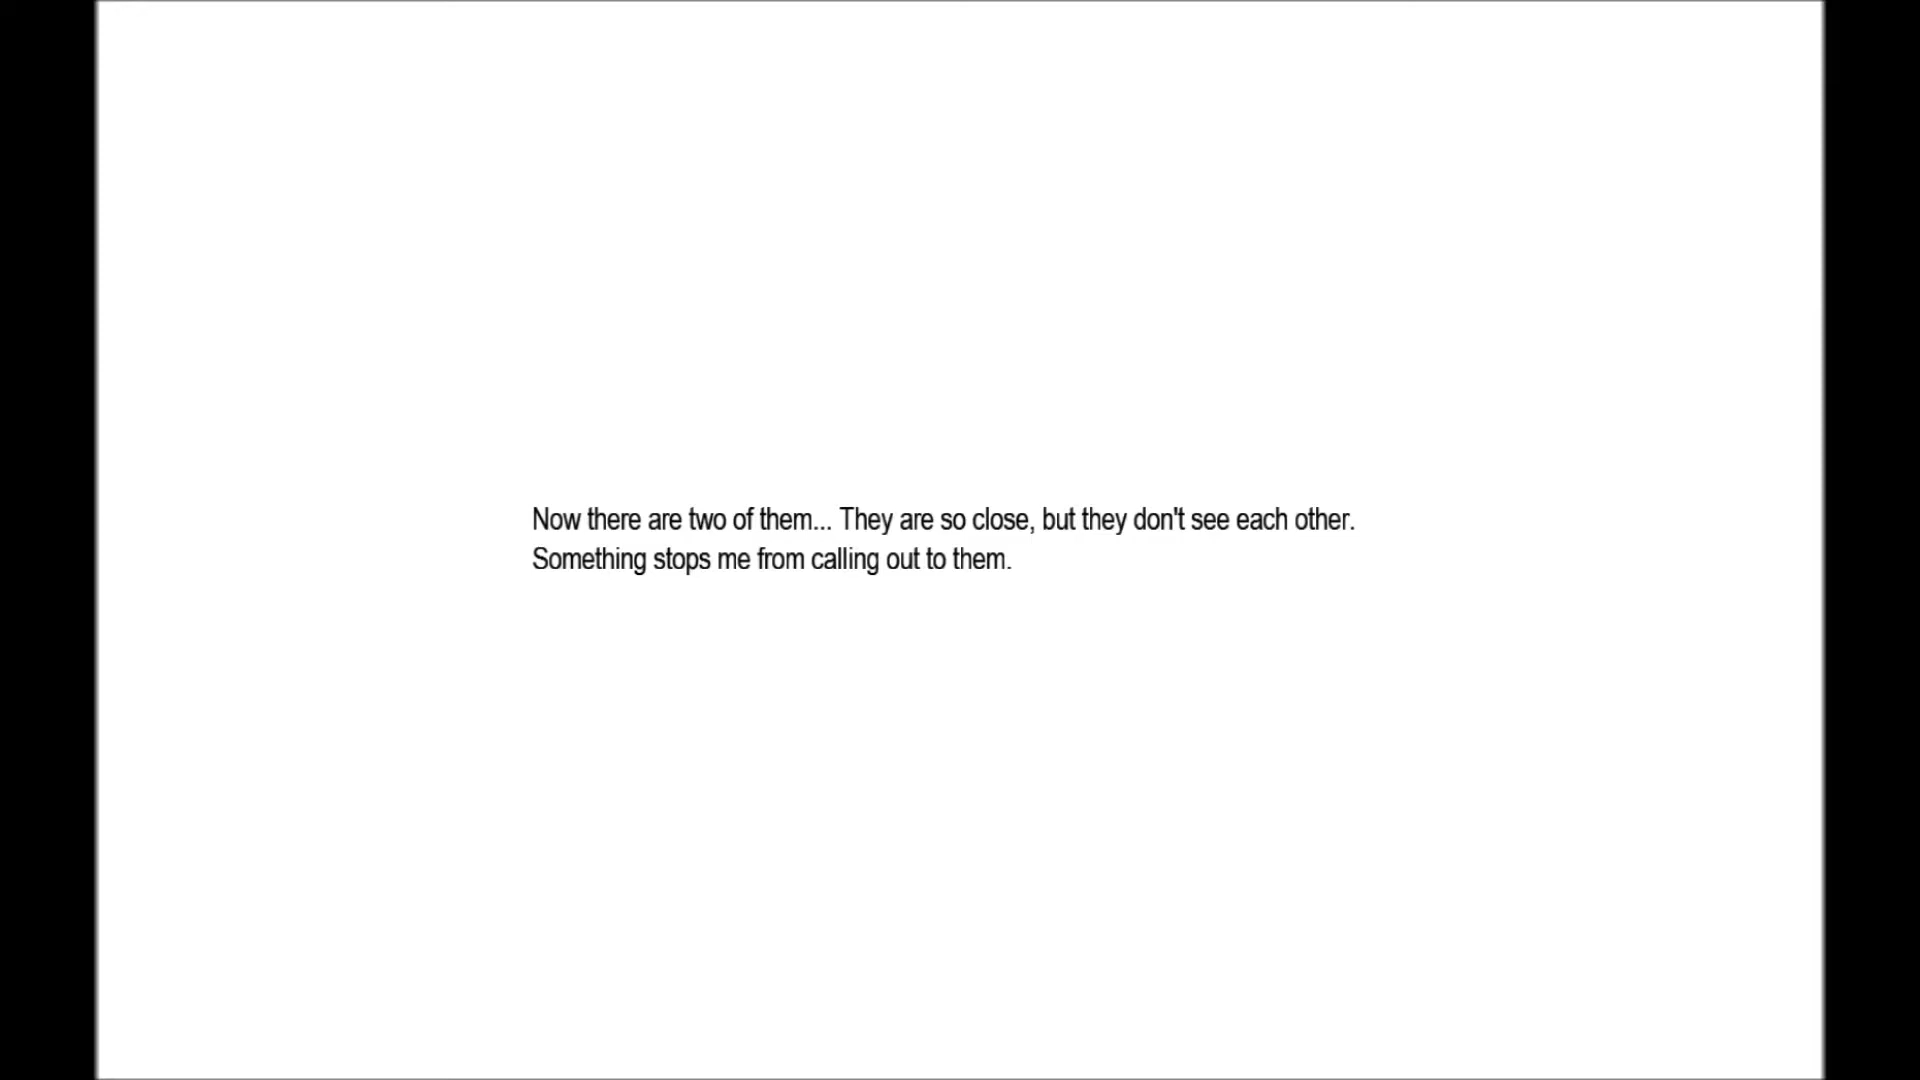 Now there are two of them... They are so close, but they don't see each other.
Something stops me from calling out to them.